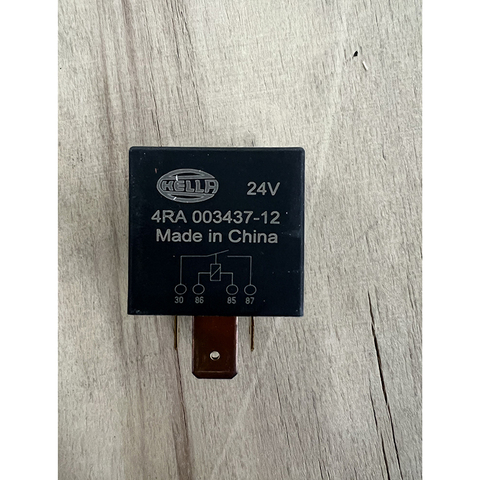 HELLA
24V
4RA 003437-12
Made in China
30 86 85 87